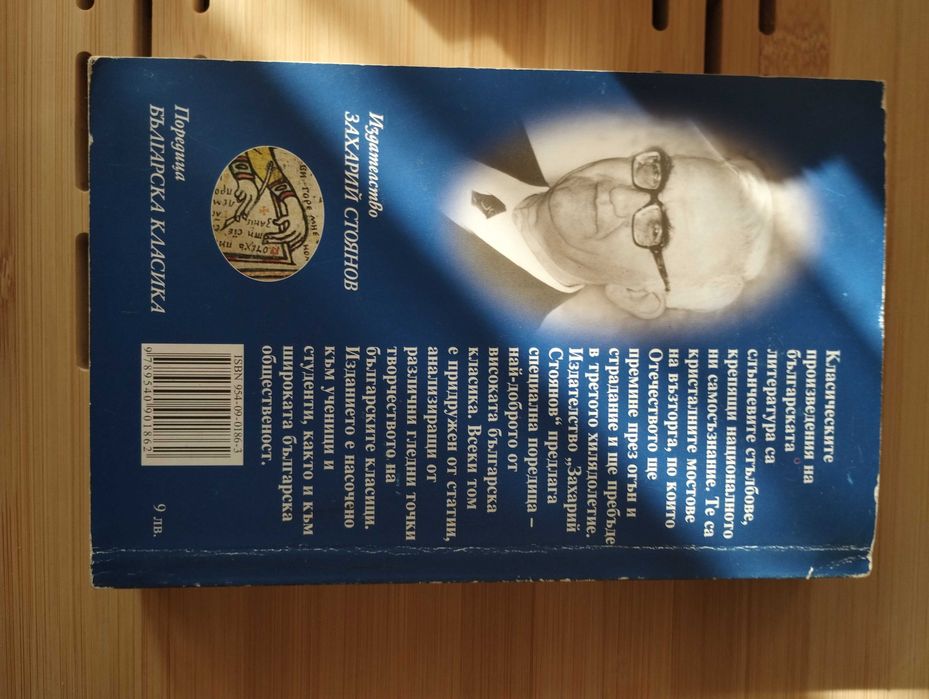 Класическите
произведения на
българската
литература са
слънчевите стълбове,
крепящи националното
ни самосъзнание. Те са
кристалните мостове
на възторга, по които
Отечеството ще
премине през огън и
страдание и ще пребъде
в третото хилядолетие.
Издателство „Захарий
Стоянов“ предлага
специална поредица –
най-доброто от
високата българска
класика. Всеки том
е придружен от статии,
анализиращи от
различни гледни точки
творчеството на
българските класици.
Изданието е насочено
към ученици и
студенти, както и към
широката българска
общественост.
Издателство
ЗАХАРИЙ СТОЯНОВ
Поредица
БЪЛГАРСКА КЛАСИКА
ISBN 954-09-0186-3
9 789540 901862
9 лв.